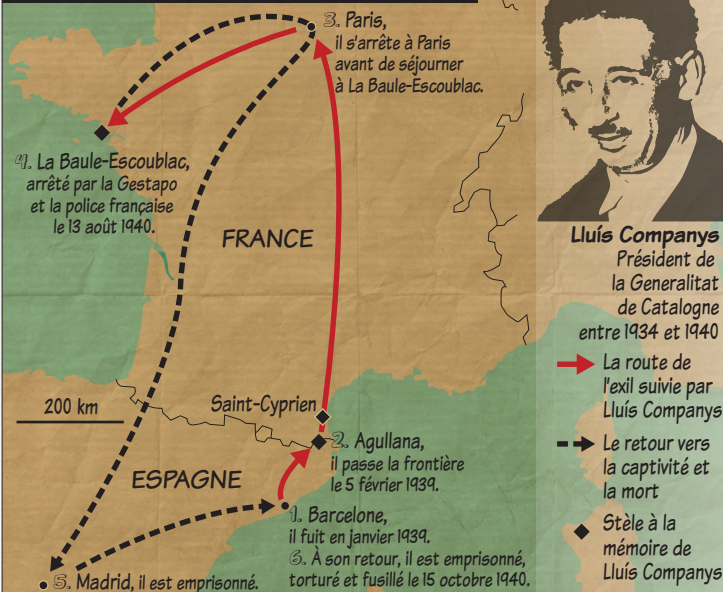 3. Paris,
il s'arrête à Paris
avant de séjourner
à La Baule-Escoublac.
4. La Baule-Escoublac,
arrêté par la Gestapo
et la police française
le 13 août 1940.
FRANCE
200 km
Saint-Cyprien
2. Agullana,
il passe la frontière
le 5 février 1939.
ESPAGNE
1. Barcelone,
il fuit en janvier 1939.
6. À son retour, il est emprisonné,
torturé et fusillé le 15 octobre 1940.
5. Madrid, il est emprisonné.
Lluís Companys
Président de
la Generalitat
de Catalogne
entre 1934 et 1940
La route de
l'exil suivie par
Lluís Companys
Le retour vers
la captivité et
la mort
Stèle à la
mémoire de
Lluís Companys